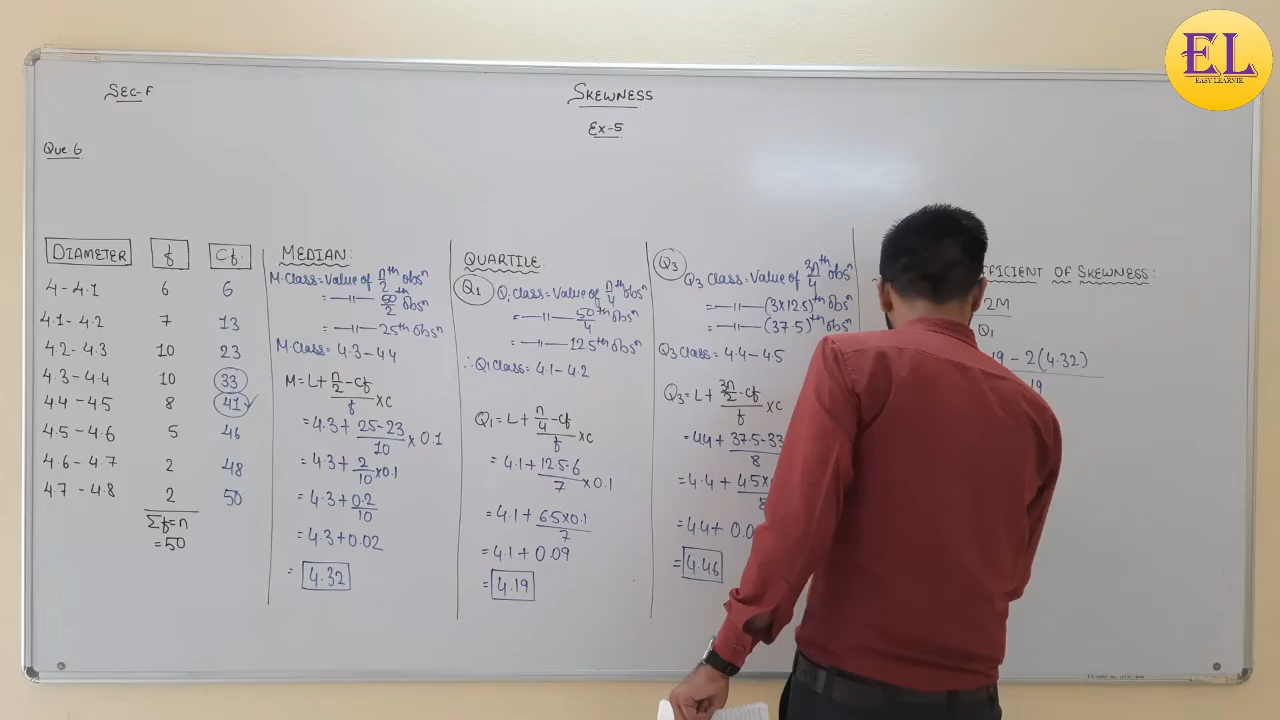 EL
EASY LEARNIK
SEC-F
SKEWNESS
Ex-5
Que 6
DIAMETER f Cf.
4 - 4.1 6 6
4.1 - 4.2 7 13
4.2 - 4.3 10 23
4.3 - 4.4 10 33
4.4 - 4.5 8 41
4.5 - 4.6 5 46
4.6 - 4.7 2 48
4.7 - 4.8 2 50
Σf=n
=50
MEDIAN:
M.Class = Value of n/2 th obsn
= —"— 50/2 th obsn
= —"— 25th obsn
M.Class = 4.3 - 4.4
M = L + (n/2 - cf)/f × C
= 4.3 + (25-23)/10 × 0.1
= 4.3 + 2/10 × 0.1
= 4.3 + 0.2/10
= 4.3 + 0.02
= 4.32
QUARTILE:
Q1 Q1 class = Value of n/4 th obsn
= —"— 50/4 th obsn
= —"— 12.5th obsn
∴ Q1 Class = 4.1 - 4.2
Q1 = L + (n/4 - cf)/f × C
= 4.1 + (12.5-6)/7 × 0.1
= 4.1 + (6.5×0.1)/7
= 4.1 + 0.09
= 4.19
Q3 Q3 Class = Value of 3n/4 th obsn
= —"— (3×12.5)th obsn
= —"— (37.5)th obsn
Q3 Class = 4.4 - 4.5
Q3 = L + (3n/2 - cf)/f × C
= 4.4 + (37.5-33)/8
= 4.4 + 4.5×
= 4.4 + 0.0
= 4.46
OF SKEWNESS:
2M
Q1
19 - 2(4.32)
19